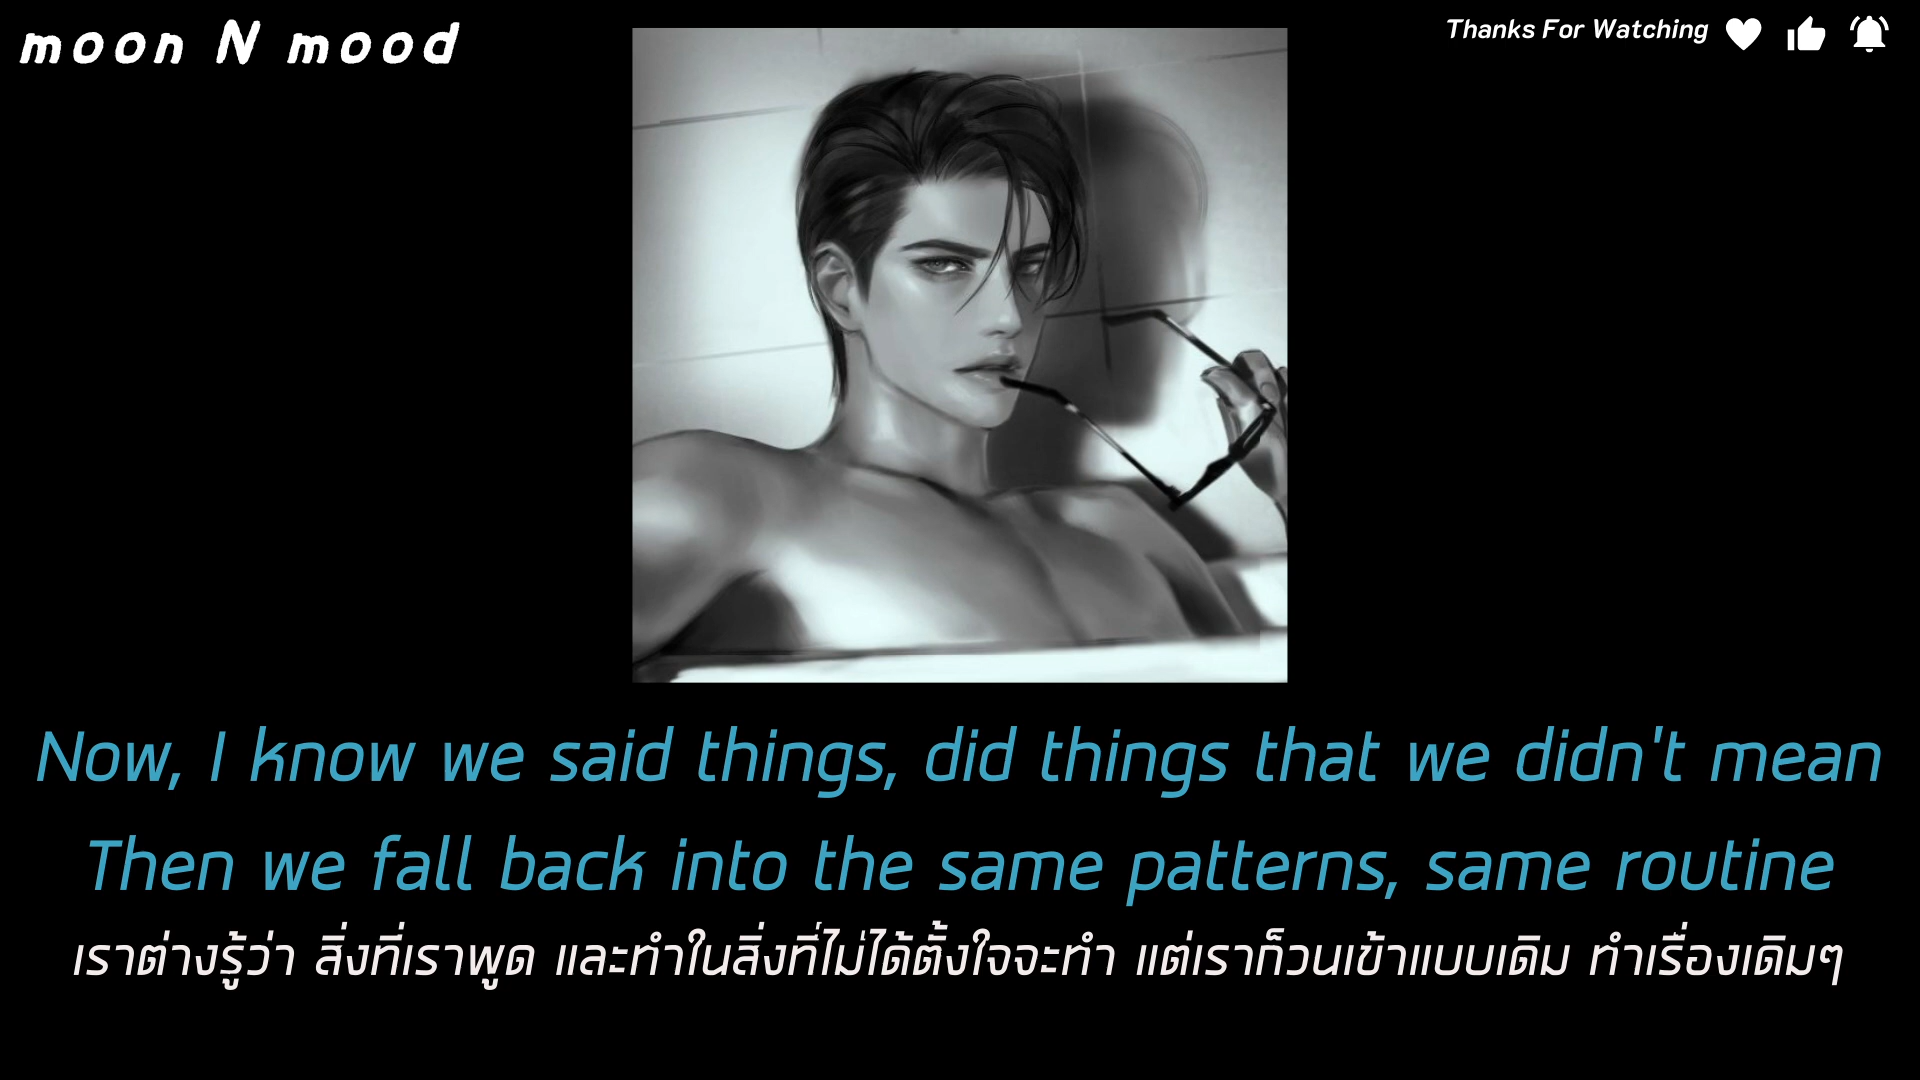 moon N mood
Thanks For Watching
Now, I know we said things, did things that we didn't mean
Then we fall back into the same patterns, same routine
เราต่างรู้ว่า สิ่งที่เราพูด และทำในสิ่งที่ไม่ได้ตั้งใจจะทำ แต่เราก็วนเข้าแบบเดิม ทำเรื่องเดิมๆ